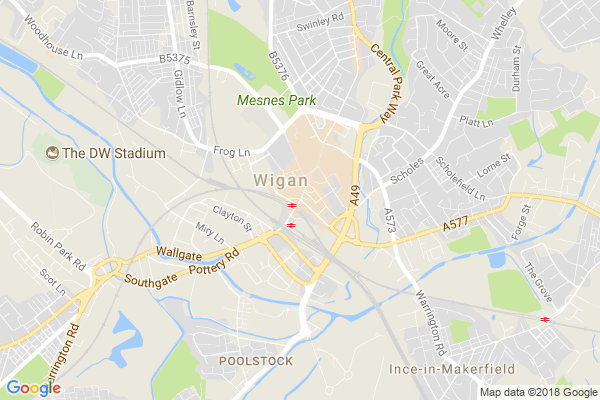 Swinley Rd
Barnsley St
Woodhouse Ln
B5375
Gidlow Ln
B5376
Central Park Way
Moore St
Whelley
Great Acre
Durham St
Mesnes Park
Platt Ln
The DW Stadium
Frog Ln
Wigan
Scholes
Scholefield Ln
Lorne St
A49
A573
A577
Forge St
Clayton St
Miry Ln
Robin Park Rd
Wallgate
Pottery Rd
Southgate
Scot Ln
Warrington Rd
The Grove
arrington Rd
POOLSTOCK
Ince-in-Makerfield
Google
Map data ©2018 Google